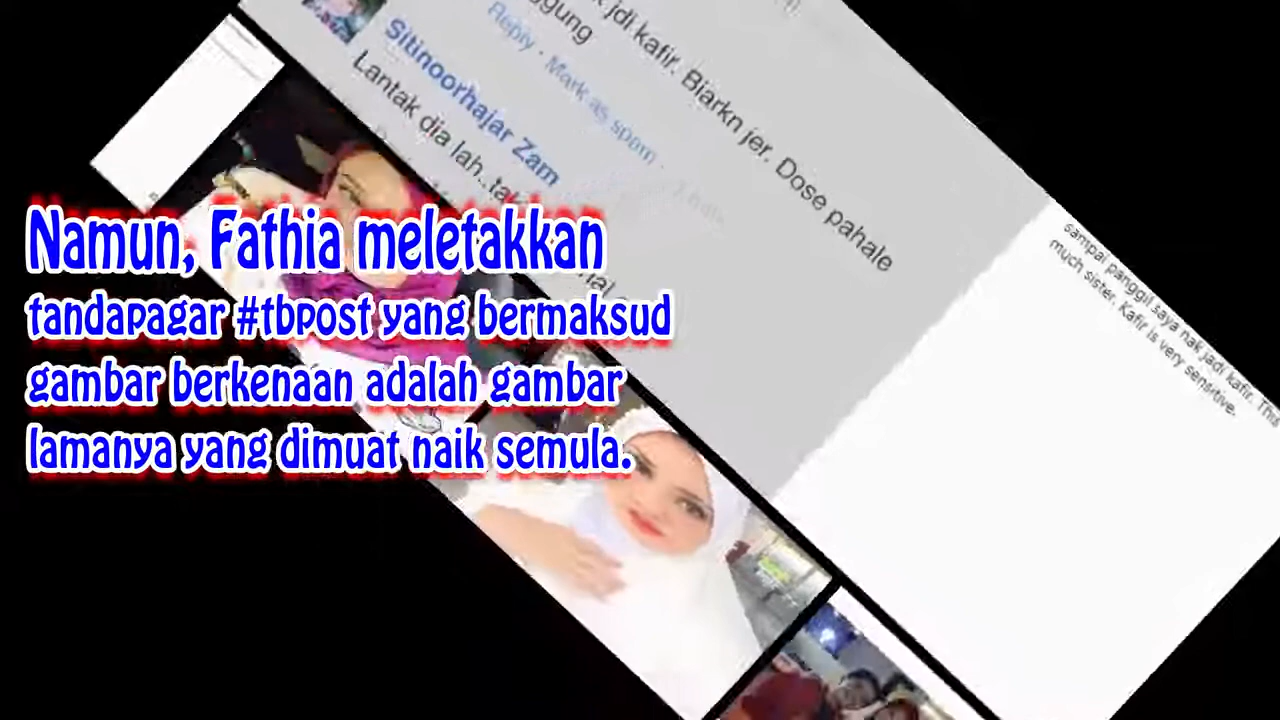 k jdi kafir. Biarkn jer. Dose pahale
Reply · Mark as spam ·
Sitinoorhajar Zam
Lantak dia lah..
sampai panggil saya nak jadi kafir. This
much sister. Kafir is very sensitive.
Namun, Fathia meletakkan
tandapagar #tbpost yang bermaksud
gambar berkenaan adalah gambar
lamanya yang dimuat naik semula.